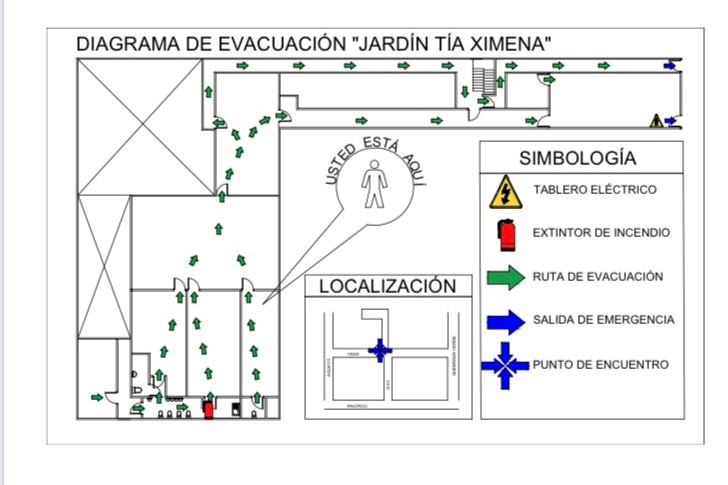 DIAGRAMA DE EVACUACIÓN "JARDÍN TÍA XIMENA"
USTED ESTÁ AQUÍ
SIMBOLOGÍA
TABLERO ELÉCTRICO
EXTINTOR DE INCENDIO
RUTA DE EVACUACIÓN
SALIDA DE EMERGENCIA
PUNTO DE ENCUENTRO
LOCALIZACIÓN
PACIFICO